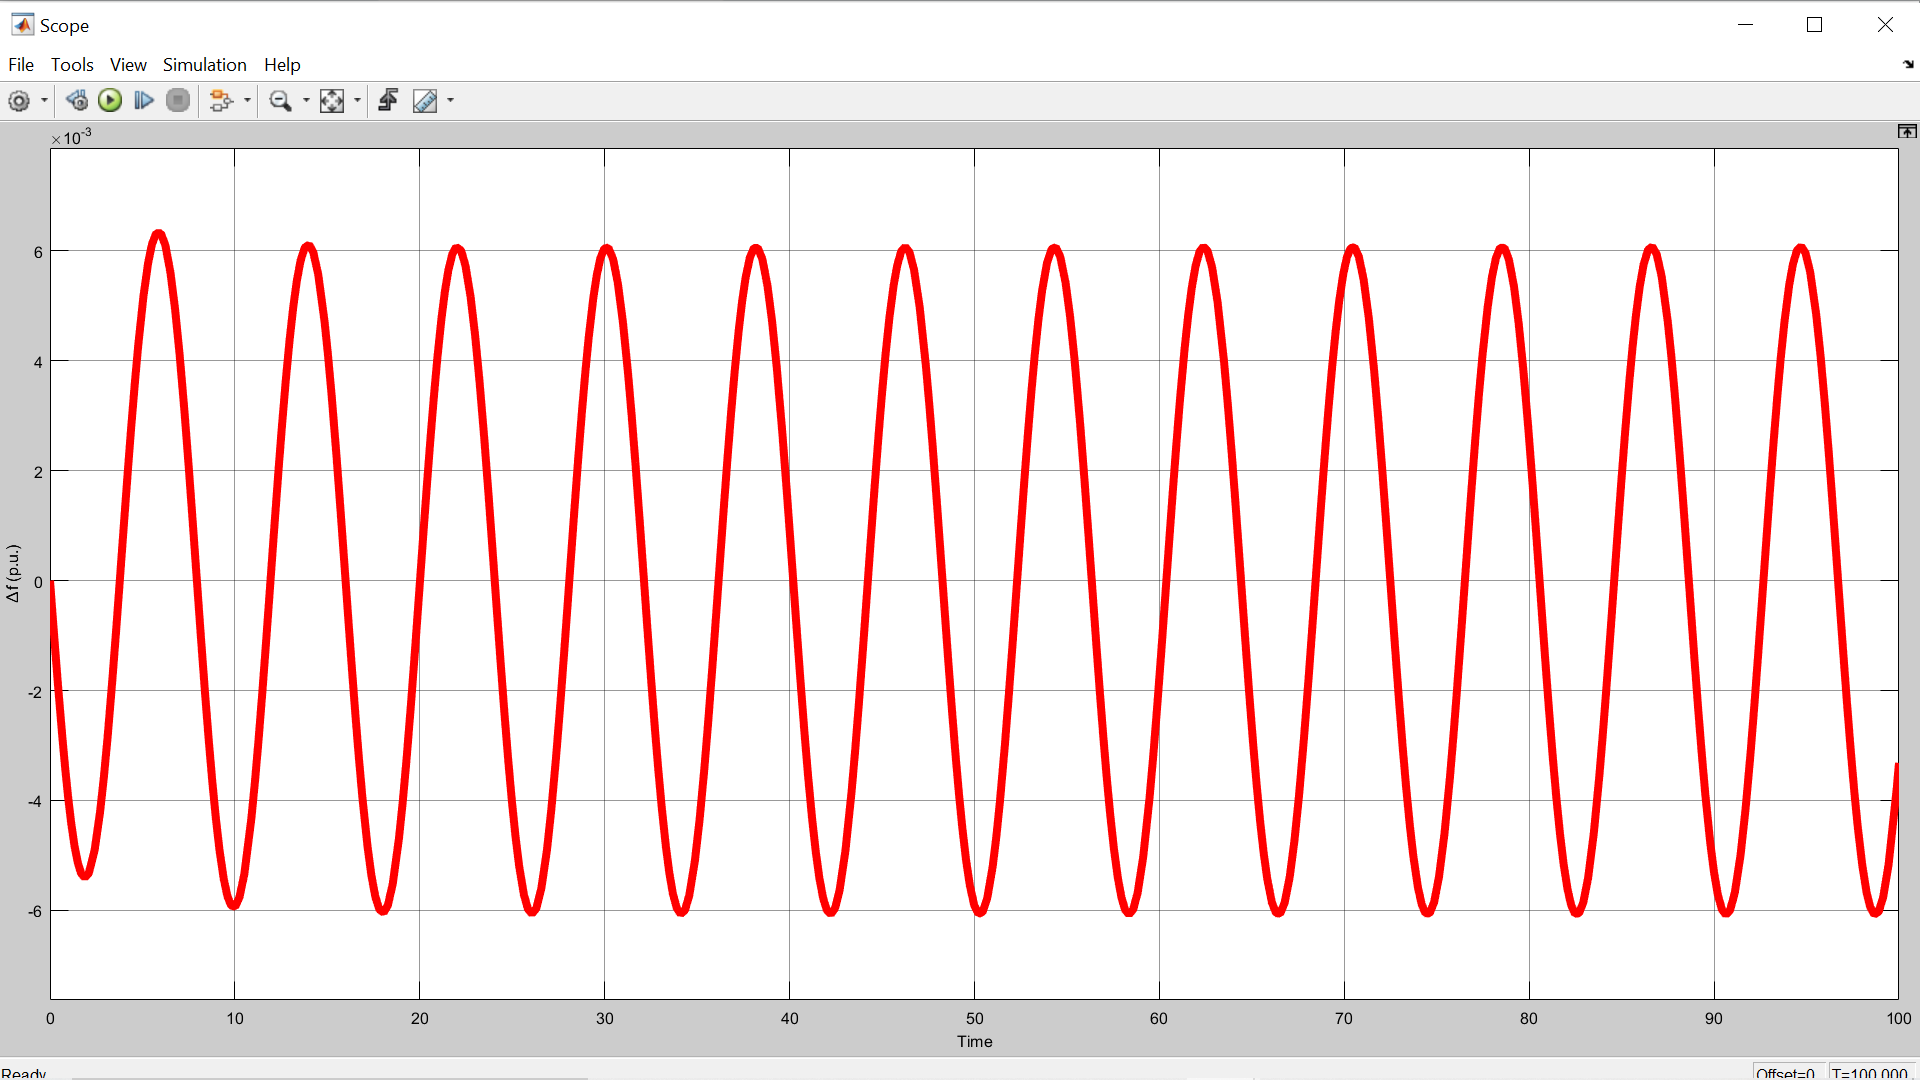 Scope
File Tools View Simulation Help
×10-3
6
4
2
0
-2
-4
-6
Δf (p.u.)
0 10 20 30 40 50 60 70 80 90 100
Time
Ready
Offset=0 T=100.000